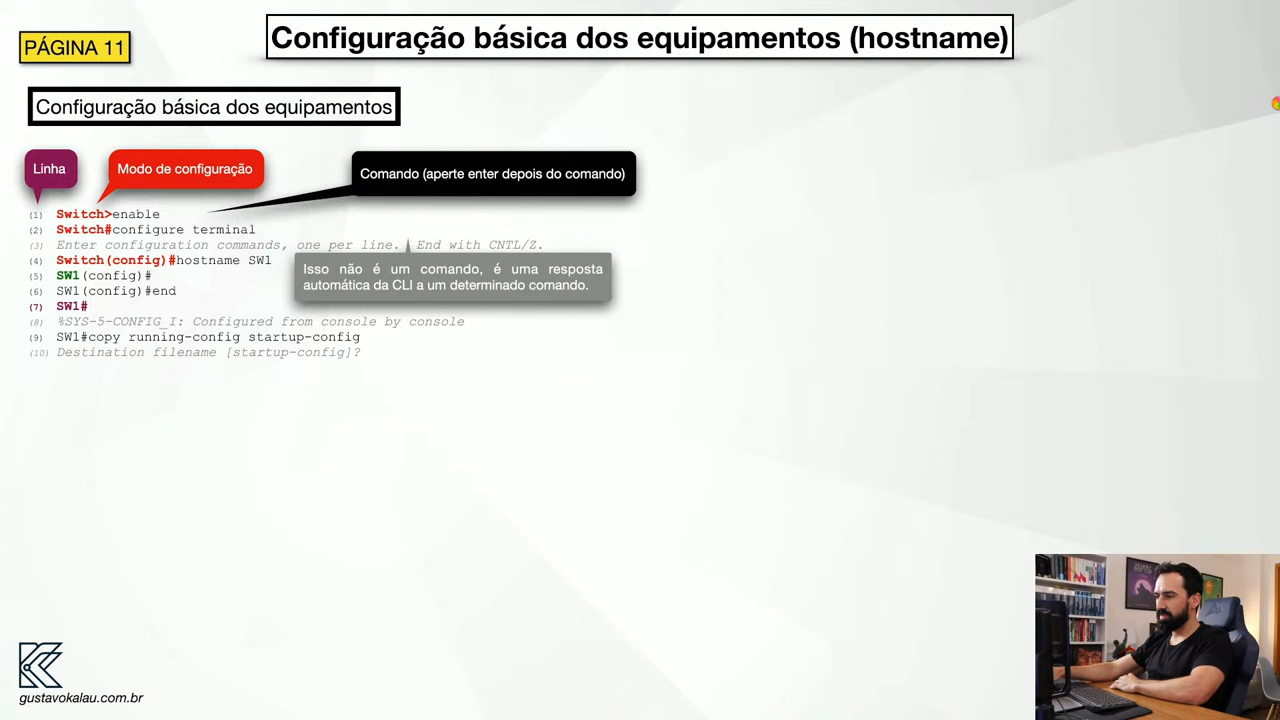 PÁGINA 11
Configuração básica dos equipamentos (hostname)
Configuração básica dos equipamentos
Linha
Modo de configuração
Comando (aperte enter depois do comando)
(1) Switch>enable
(2) Switch#configure terminal
(3) Enter configuration commands, one per line. End with CNTL/Z.
(4) Switch(config)#hostname SW1
(5) SW1(config)#
(6) SW1(config)#end
(7) SW1#
(8) %SYS-5-CONFIG_I: Configured from console by console
(9) SW1#copy running-config startup-config
(10) Destination filename [startup-config]?
Isso não é um comando, é uma resposta
automática da CLI a um determinado comando.
gustavokalau.com.br